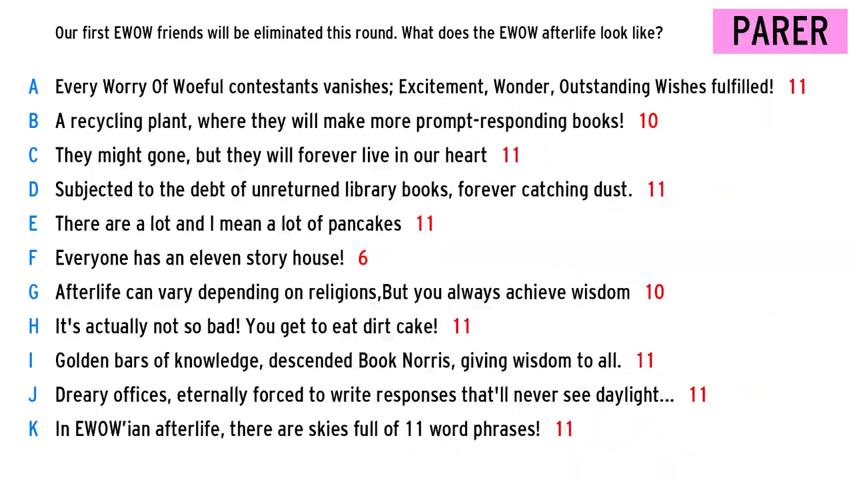 Our first EWOW friends will be eliminated this round. What does the EWOW afterlife look like?
PARER
A Every Worry Of Woeful contestants vanishes; Excitement, Wonder, Outstanding Wishes fulfilled! 11
B A recycling plant, where they will make more prompt-responding books! 10
C They might gone, but they will forever live in our heart 11
D Subjected to the debt of unreturned library books, forever catching dust. 11
E There are a lot and I mean a lot of pancakes 11
F Everyone has an eleven story house! 6
G Afterlife can vary depending on religions,But you always achieve wisdom 10
H It's actually not so bad! You get to eat dirt cake! 11
I Golden bars of knowledge, descended Book Norris, giving wisdom to all. 11
J Dreary offices, eternally forced to write responses that'll never see daylight... 11
K In EWOW’ian afterlife, there are skies full of 11 word phrases! 11